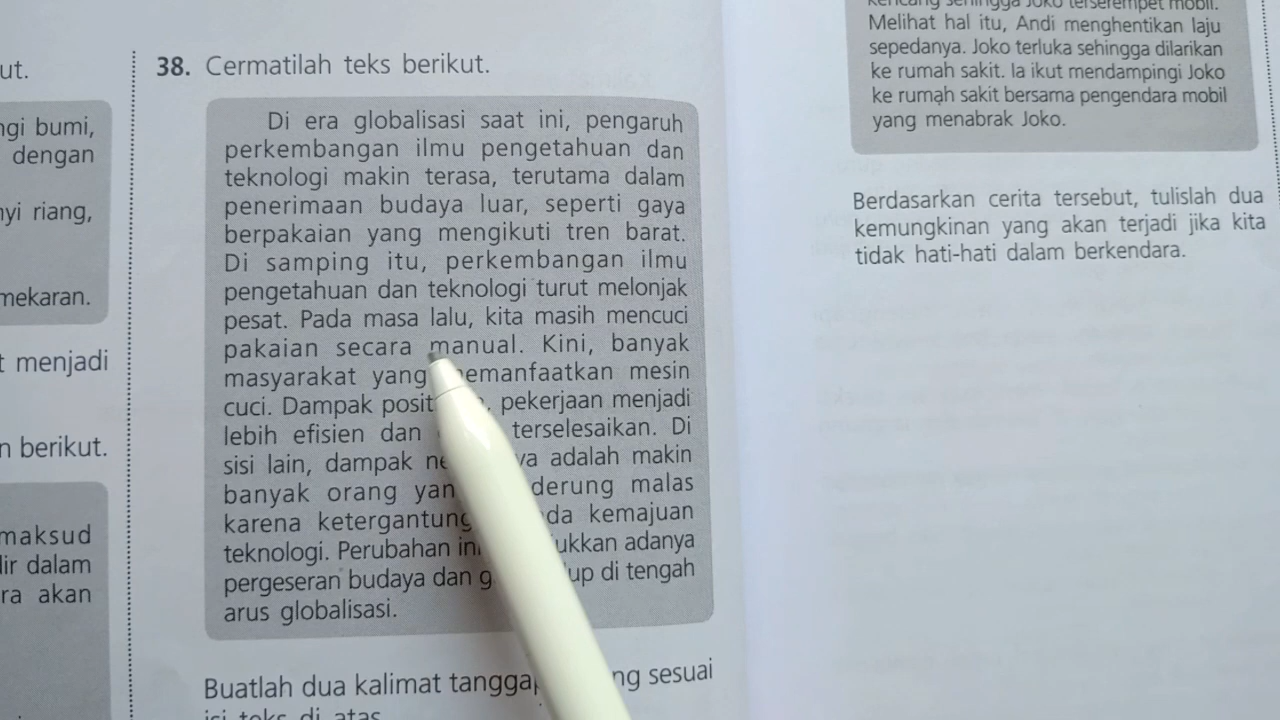 ut.
ngi bumi,
dengan
nyi riang,
mekaran.
t menjadi
n berikut.
maksud
dir dalam
ra akan
38. Cermatilah teks berikut.
Di era globalisasi saat ini, pengaruh
perkembangan ilmu pengetahuan dan
teknologi makin terasa, terutama dalam
penerimaan budaya luar, seperti gaya
berpakaian yang mengikuti tren barat.
Di samping itu, perkembangan ilmu
pengetahuan dan teknologi turut melonjak
pesat. Pada masa lalu, kita masih mencuci
pakaian secara manual. Kini, banyak
masyarakat yang memanfaatkan mesin
cuci. Dampak posit , pekerjaan menjadi
lebih efisien dan terselesaikan. Di
sisi lain, dampak ne ya adalah makin
banyak orang yan derung malas
karena ketergantung da kemajuan
teknologi. Perubahan ini ukkan adanya
pergeseran budaya dan g up di tengah
arus globalisasi.
Buatlah dua kalimat tanggap ng sesuai
isi teks di atas
kencang sehingga Joko terserempet mobil.
Melihat hal itu, Andi menghentikan laju
sepedanya. Joko terluka sehingga dilarikan
ke rumah sakit. Ia ikut mendampingi Joko
ke rumah sakit bersama pengendara mobil
yang menabrak Joko.
Berdasarkan cerita tersebut, tulislah dua
kemungkinan yang akan terjadi jika kita
tidak hati-hati dalam berkendara.